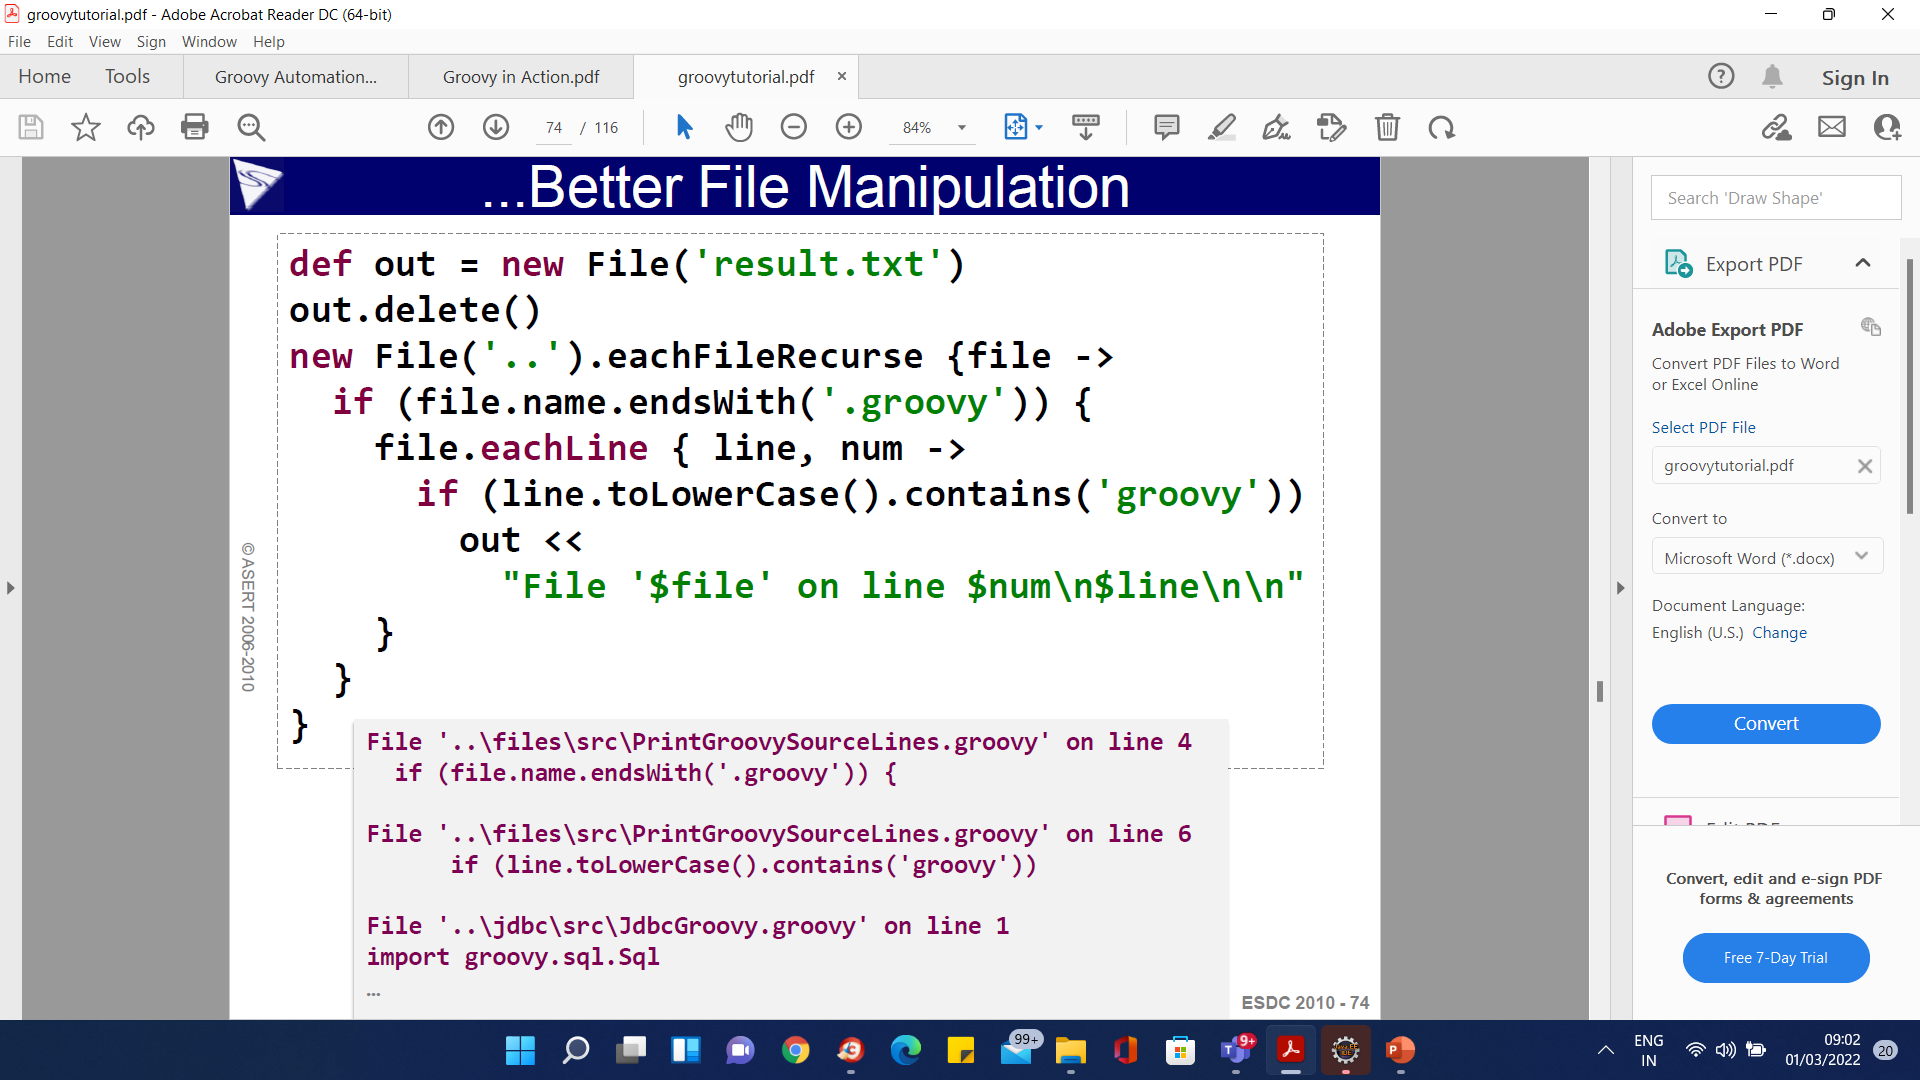 groovytutorial.pdf - Adobe Acrobat Reader DC (64-bit)
File Edit View Sign Window Help
Home Tools Groovy Automation... Groovy in Action.pdf groovytutorial.pdf × Sign In
74 / 116 84%
...Better File Manipulation
def out = new File('result.txt')
out.delete()
new File('..').eachFileRecurse {file ->
  if (file.name.endsWith('.groovy')) {
    file.eachLine { line, num ->
      if (line.toLowerCase().contains('groovy'))
        out <<
          "File '$file' on line $num\n$line\n\n"
    }
  }
}
File '..\files\src\PrintGroovySourceLines.groovy' on line 4
  if (file.name.endsWith('.groovy')) {
File '..\files\src\PrintGroovySourceLines.groovy' on line 6
      if (line.toLowerCase().contains('groovy'))
File '..\jdbc\src\JdbcGroovy.groovy' on line 1
import groovy.sql.Sql
…
© ASERT 2006-2010
ESDC 2010 - 74
Search 'Draw Shape'
Export PDF
Adobe Export PDF
Convert PDF Files to Word
or Excel Online
Select PDF File
groovytutorial.pdf
Convert to
Microsoft Word (*.docx)
Document Language:
English (U.S.) Change
Convert
Convert, edit and e-sign PDF
forms & agreements
Free 7-Day Trial
99+
9+
ENG
IN
09:02
01/03/2022
20